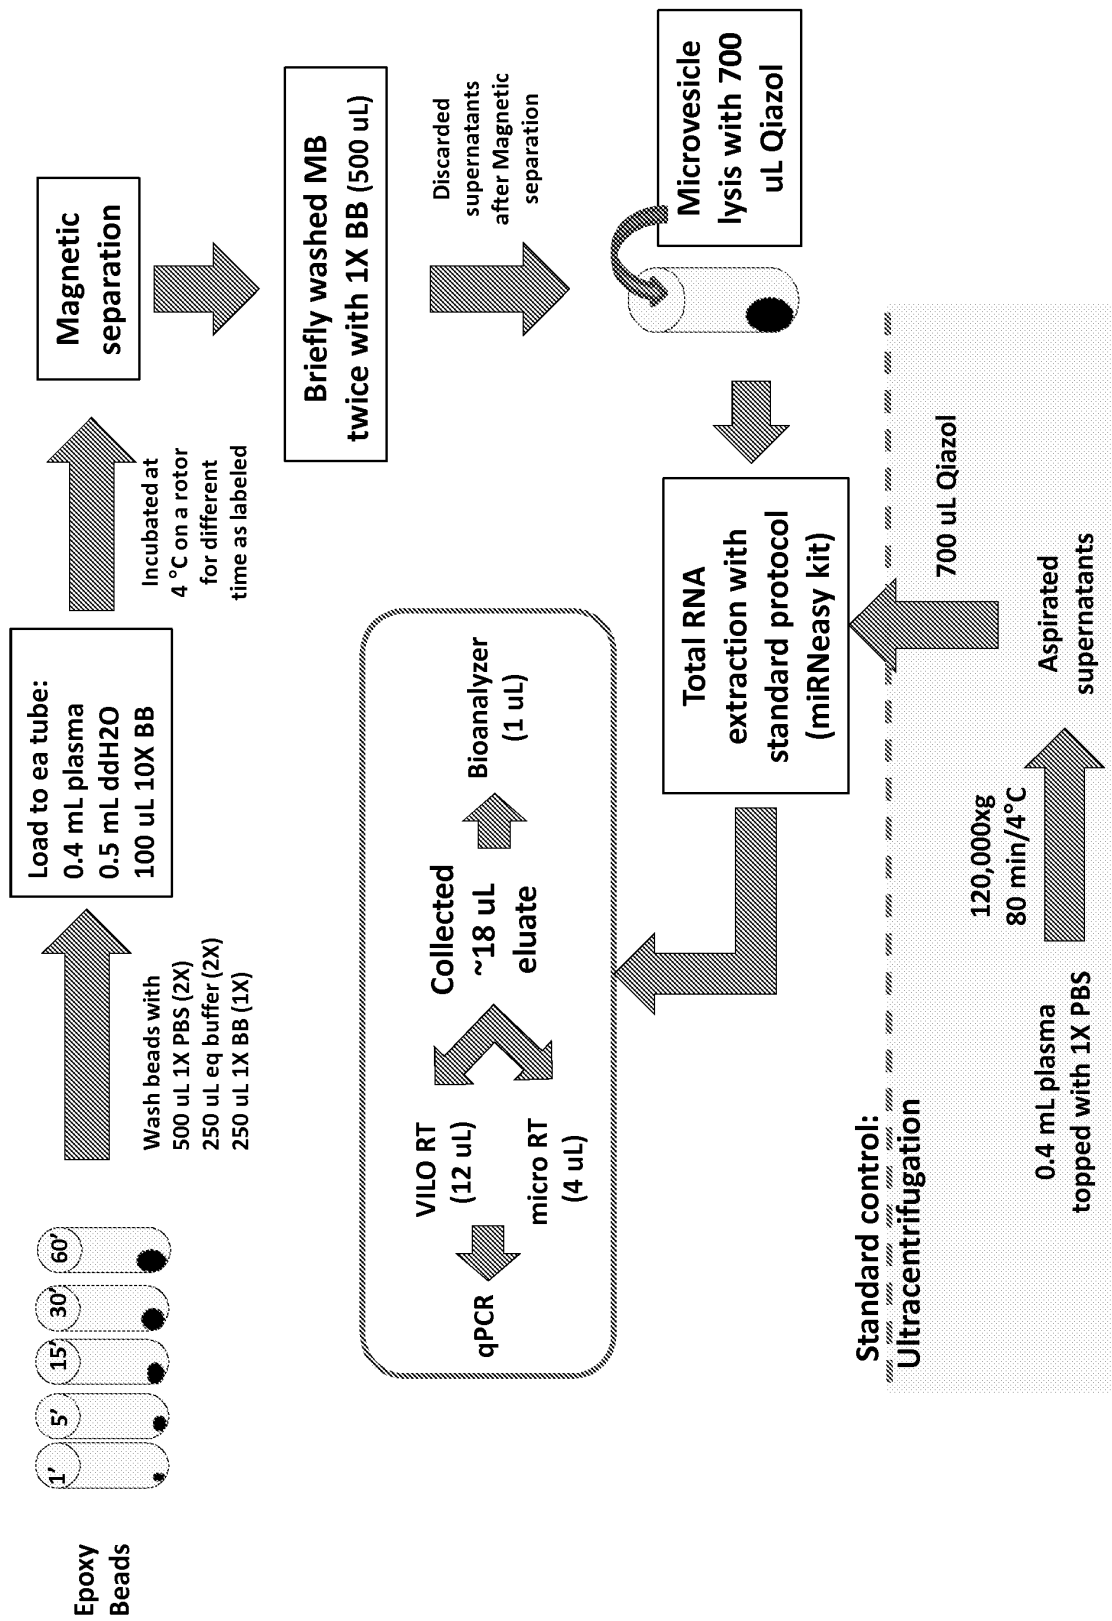 Epoxy
Beads
1’
5’
15’
30’
60’
Wash beads with
500 uL 1X PBS (2X)
250 uL eq buffer (2X)
250 uL 1X BB (1X)
Load to ea tube:
0.4 mL plasma
0.5 mL ddH2O
100 uL 10X BB
Incubated at
4 °C on a rotor
for different
time as labeled
Magnetic
separation
Briefly washed MB
twice with 1X BB (500 uL)
Discarded
supernatants
after Magnetic
separation
Microvesicle
lysis with 700
uL Qiazol
Total RNA
extraction with
standard protocol
(miRNeasy kit)
Collected
~18 uL
eluate
Bioanalyzer
(1 uL)
VILO RT
(12 uL)
micro RT
(4 uL)
qPCR
Standard control:
Ultracentrifugation
0.4 mL plasma
topped with 1X PBS
120,000xg
80 min/4°C
Aspirated
supernatants
700 uL Qiazol